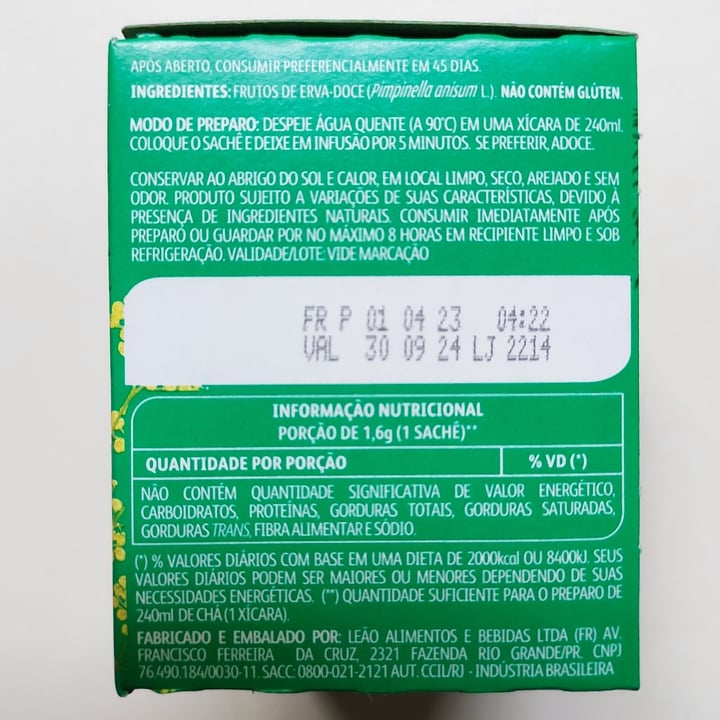 APÓS ABERTO, CONSUMIR PREFERENCIALMENTE EM 45 DIAS.
INGREDIENTES: FRUTOS DE ERVA-DOCE (Pimpinella anisum L.). NÃO CONTÉM GLÚTEN.
MODO DE PREPARO: DESPEJE ÁGUA QUENTE (A 90°C) EM UMA XÍCARA DE 240ml.
COLOQUE O SACHÊ E DEIXE EM INFUSÃO POR 5 MINUTOS. SE PREFERIR, ADOCE.
CONSERVAR AO ABRIGO DO SOL E CALOR, EM LOCAL LIMPO, SECO, AREJADO E SEM
ODOR. PRODUTO SUJEITO A VARIAÇÕES DE SUAS CARACTERÍSTICAS, DEVIDO À
PRESENÇA DE INGREDIENTES NATURAIS. CONSUMIR IMEDIATAMENTE APÓS
PREPARO OU GUARDAR POR NO MÁXIMO 8 HORAS EM RECIPIENTE LIMPO E SOB
REFRIGERAÇÃO. VALIDADE/LOTE: VIDE MARCAÇÃO
FR P 01 04 23 04:22
VAL 30 09 24 LJ 2214
INFORMAÇÃO NUTRICIONAL
PORÇÃO DE 1,6g (1 SACHÊ)**
QUANTIDADE POR PORÇÃO % VD (*)
NÃO CONTÉM QUANTIDADE SIGNIFICATIVA DE VALOR ENERGÉTICO,
CARBOIDRATOS, PROTEÍNAS, GORDURAS TOTAIS, GORDURAS SATURADAS,
GORDURAS TRANS, FIBRA ALIMENTAR E SÓDIO.
(*) % VALORES DIÁRIOS COM BASE EM UMA DIETA DE 2000kcal OU 8400kJ. SEUS
VALORES DIÁRIOS PODEM SER MAIORES OU MENORES DEPENDENDO DE SUAS
NECESSIDADES ENERGÉTICAS. (**) QUANTIDADE SUFICIENTE PARA O PREPARO DE
240ml DE CHÁ (1 XÍCARA).
FABRICADO E EMBALADO POR: LEÃO ALIMENTOS E BEBIDAS LTDA (FR) AV.
FRANCISCO FERREIRA DA CRUZ, 2321 FAZENDA RIO GRANDE/PR. CNPJ
76.490.184/0030-11. SACC: 0800-021-2121 AUT. CCIL/RJ - INDÚSTRIA BRASILEIRA